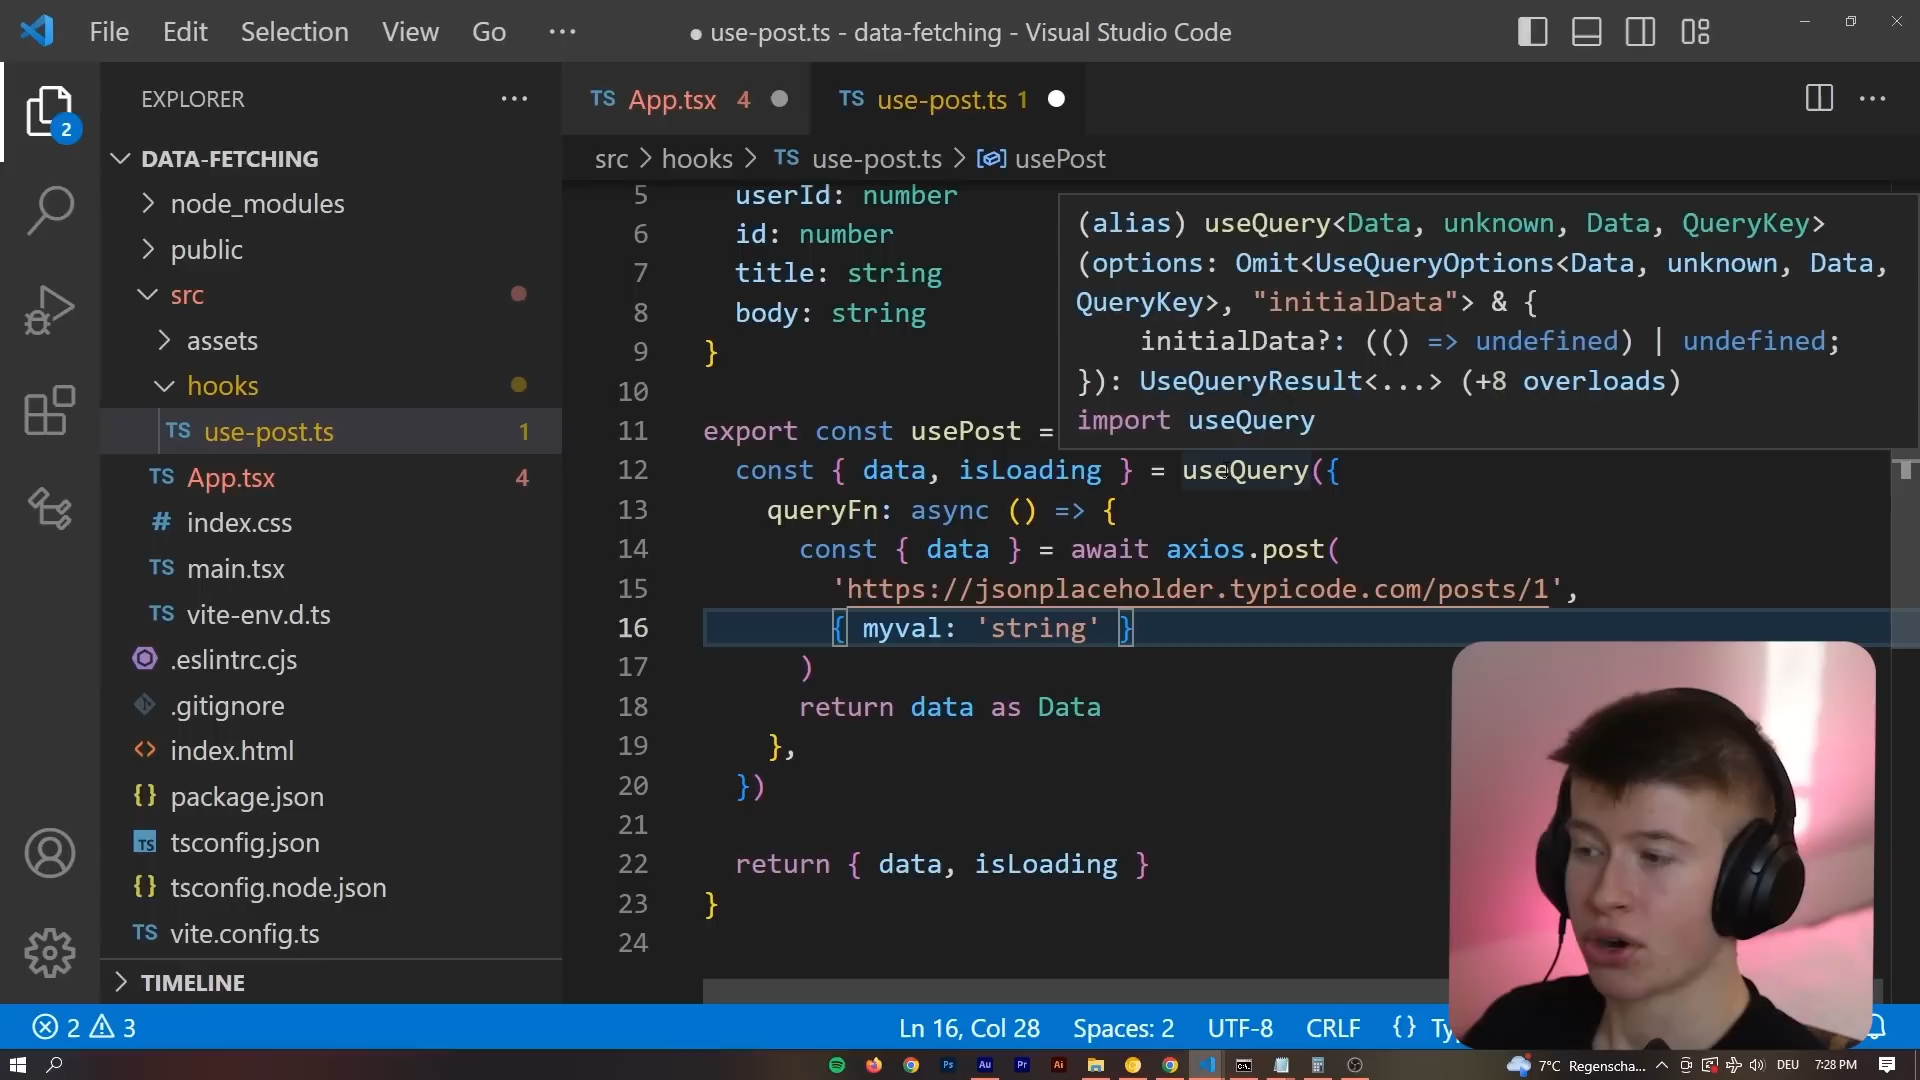 File Edit Selection View Go ··· ● use-post.ts - data-fetching - Visual Studio Code
EXPLORER ···
2
DATA-FETCHING
node_modules
public
src
assets
hooks
TS use-post.ts 1
TS App.tsx 4
# index.css
TS main.tsx
TS vite-env.d.ts
.eslintrc.cjs
.gitignore
<> index.html
{} package.json
TS tsconfig.json
{} tsconfig.node.json
TS vite.config.ts
TIMELINE
TS App.tsx 4 ● TS use-post.ts 1 ● ···
src > hooks > TS use-post.ts > usePost
5 userId: number
6 id: number
7 title: string
8 body: string
9 }
10
11 export const usePost =
12 const { data, isLoading } = useQuery({
13 queryFn: async () => {
14 const { data } = await axios.post(
15 'https://jsonplaceholder.typicode.com/posts/1',
16 { myval: 'string' }
17 )
18 return data as Data
19 },
20 })
21
22 return { data, isLoading }
23 }
24
(alias) useQuery<Data, unknown, Data, QueryKey>
(options: Omit<UseQueryOptions<Data, unknown, Data,
QueryKey>, "initialData"> & {
initialData?: (() => undefined) | undefined;
}): UseQueryResult<...> (+8 overloads)
import useQuery
2 3 Ln 16, Col 28 Spaces: 2 UTF-8 CRLF {}
Ps Au Pr Ai 7°C Regenscha... DEU 7:28 PM